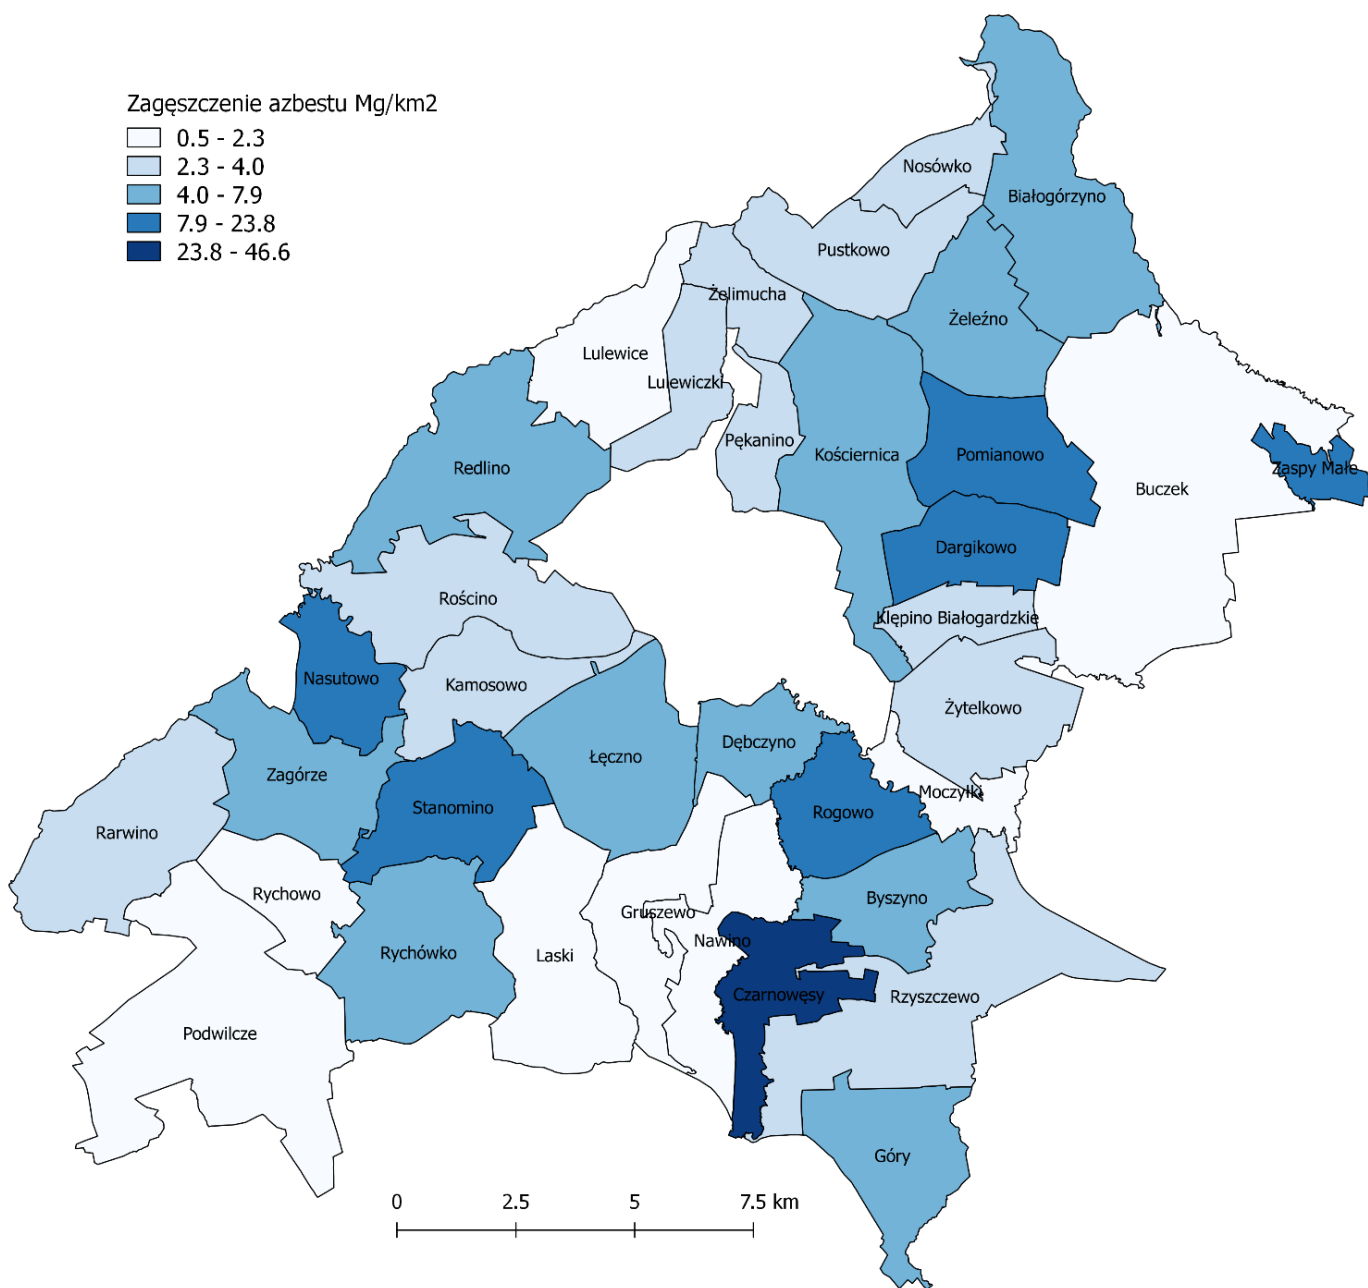 Zagęszczenie azbestu Mg/km2
0.5 - 2.3
2.3 - 4.0
4.0 - 7.9
7.9 - 23.8
23.8 - 46.6
Nosówko
Białogórzyno
Pustkowo
Żelimucha
Żeleźno
Lulewice
Lulewiczki
Pękanino
Kościernica
Pomianowo
Redlino
Zaspy Małe
Buczek
Dargikowo
Rościno
Klępino Białogardzkie
Nasutowo
Kamosowo
Żytelkowo
Dębczyno
Łęczno
Zagórze
Moczyłki
Stanomino
Rogowo
Rarwino
Rychowo
Byszyno
Gruszewo
Nawino
Rychówko
Laski
Czarnowęsy
Rzyszczewo
Podwilcze
Góry
0 2.5 5 7.5 km